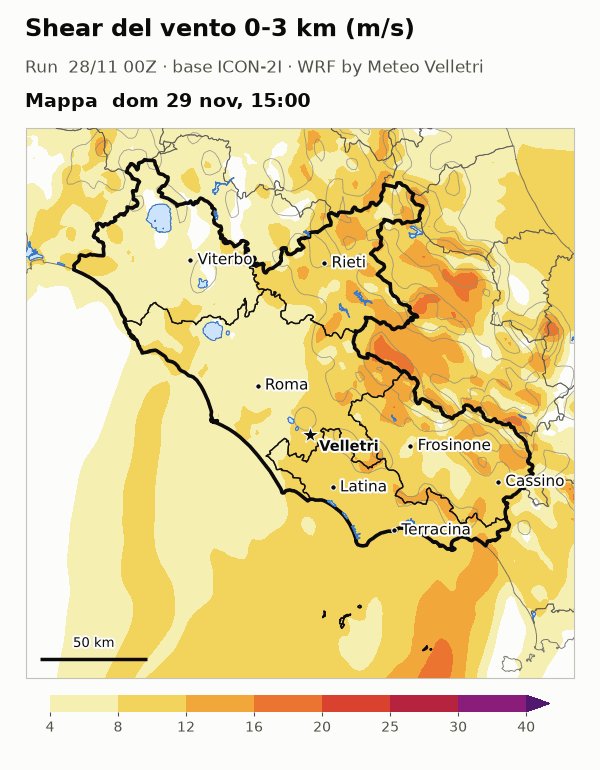 Shear del vento 0-3 km (m/s)
Run  28/11 00Z · base ICON-2I · WRF by Meteo Velletri
Mappa  dom 29 nov, 15:00
Viterbo
Rieti
Roma
Velletri
Frosinone
Latina
Cassino
Terracina
50 km
4 8 12 16 20 25 30 40